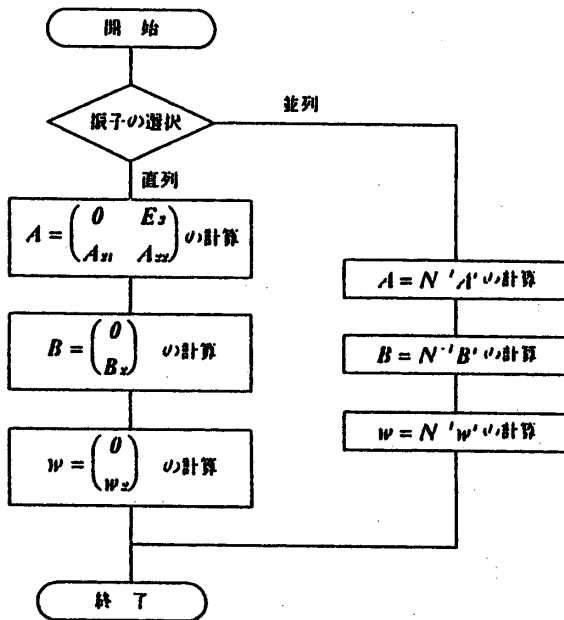 開 始
振子の選択
並列
直列
A = ( 0 E₃
A₂₁ A₂₂ ) の計算
B = ( 0
B₂ ) の計算
w = ( 0
w₂ ) の計算
A = N⁻¹A' の計算
B = N⁻¹B' の計算
w = N⁻¹w' の計算
終 了